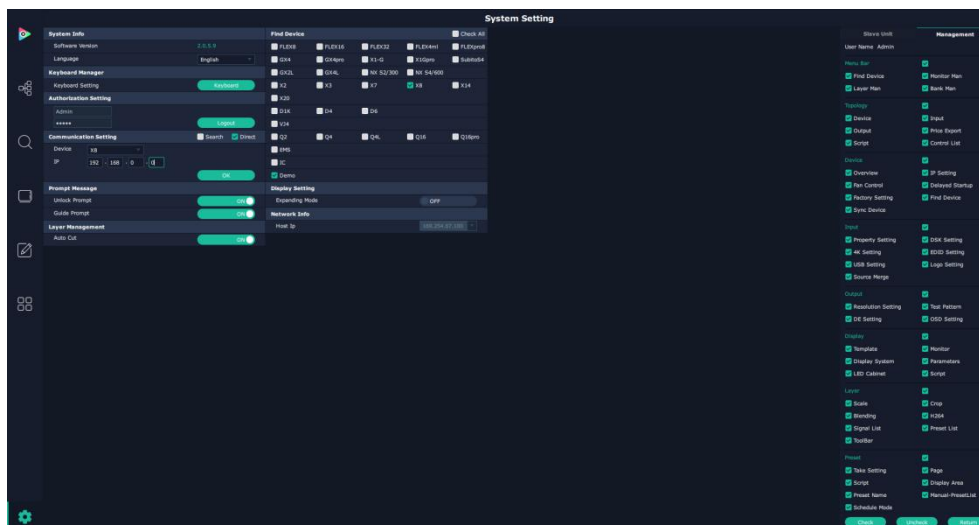 System Setting
System Info
Software Version 2.0.5.9
Language English
Keyboard Manager
Keyboard Setting Keyboard
Authorization Setting
Admin
***** Logout
Communication Setting Search Direct
Device X8
IP 192 . 168 . 0 . 0
OK
Prompt Message
Unlock Prompt ON
Guide Prompt ON
Layer Management
Auto Cut ON
Find Device Check All
FLEX8 FLEX16 FLEX32 FLEX4ml FLEXpro8
GX4 GX4pro X1-G X1Gpro Subito4
GX2L GX4L NX S2/300 NX S4/600
X2 X3 X7 X8 X14
X20
D1K D4 D6
VJ4
Q2 Q4 Q4L Q16 Q16pro
EMS
IC
Demo
Display Setting
Expanding Mode OFF
Network Info
Host Ip
Slave Unit Management
User Name Admin
Menu Bar
Find Device Monitor Man
Layer Man Bank Man
Topology
Device Input
Output Price Export
Script Control List
Device
Overview IP Setting
Fan Control Delayed Startup
Factory Setting Find Device
Sync Device
Input
Property Setting DSK Setting
4K Setting EDID Setting
USB Setting Logo Setting
Source Merge
Output
Resolution Setting Test Pattern
DE Setting OSD Setting
Display
Template Monitor
Display System Parameters
LED Cabinet Script
Layer
Scale Crop
Blending H264
Signal List Preset List
ToolBar
Preset
Take Setting Page
Script Display Area
Preset Name Manual-PresetList
Schedule Mode
Check Uncheck Return